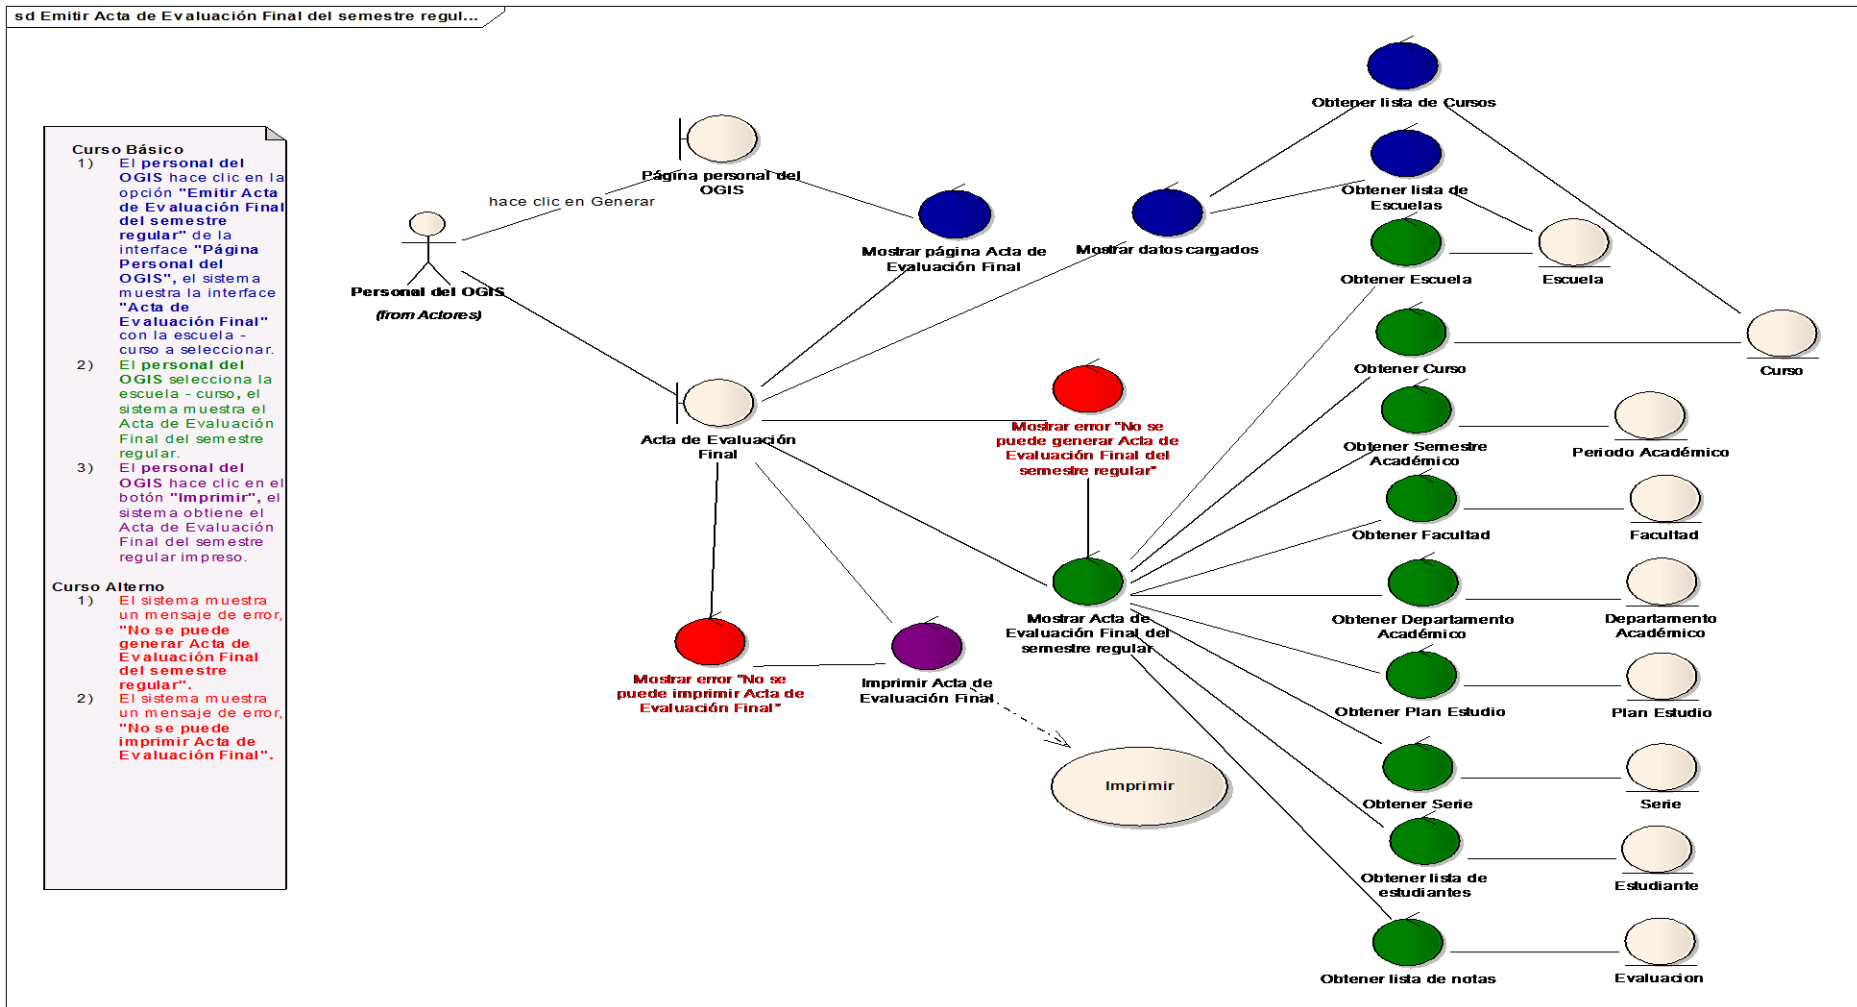 sd Emitir Acta de Evaluación Final del semestre regul...
Curso Básico
1) El personal del
OGIS hace clic en la
opción "Emitir Acta
de Evaluación Final
del semestre
regular" de la
interface "Página
Personal del
OGIS", el sistema
muestra la interface
"Acta de
Evaluación Final"
con la escuela -
curso a seleccionar.
2) El personal del
OGIS selecciona la
escuela - curso, el
sistema muestra el
Acta de Evaluación
Final del semestre
regular.
3) El personal del
OGIS hace clic en el
botón "Imprimir", el
sistema obtiene el
Acta de Evaluación
Final del semestre
regular impreso.
Curso Alterno
1) El sistema muestra
un mensaje de error,
"No se puede
generar Acta de
Evaluación Final
del semestre
regular".
2) El sistema muestra
un mensaje de error,
"No se puede
imprimir Acta de
Evaluación Final".
Personal del OGIS
(from Actores)
hace clic en Generar
Página personal del
OGIS
Mostrar página Acta de
Evaluación Final
Mostrar datos cargados
Acta de Evaluación
Final
Mostrar error "No se
puede generar Acta de
Evaluación Final del
semestre regular"
Mostrar error "No se
puede imprimir Acta de
Evaluación Final"
Imprimir Acta de
Evaluación Final
Mostrar Acta de
Evaluación Final del
semestre regular
Imprimir
Obtener lista de Cursos
Obtener lista de
Escuelas
Obtener Escuela
Escuela
Obtener Curso
Curso
Obtener Semestre
Académico
Periodo Académico
Obtener Facultad
Facultad
Obtener Departamento
Académico
Departamento
Académico
Obtener Plan Estudio
Plan Estudio
Obtener Serie
Serie
Obtener lista de
estudiantes
Estudiante
Obtener lista de notas
Evaluacion